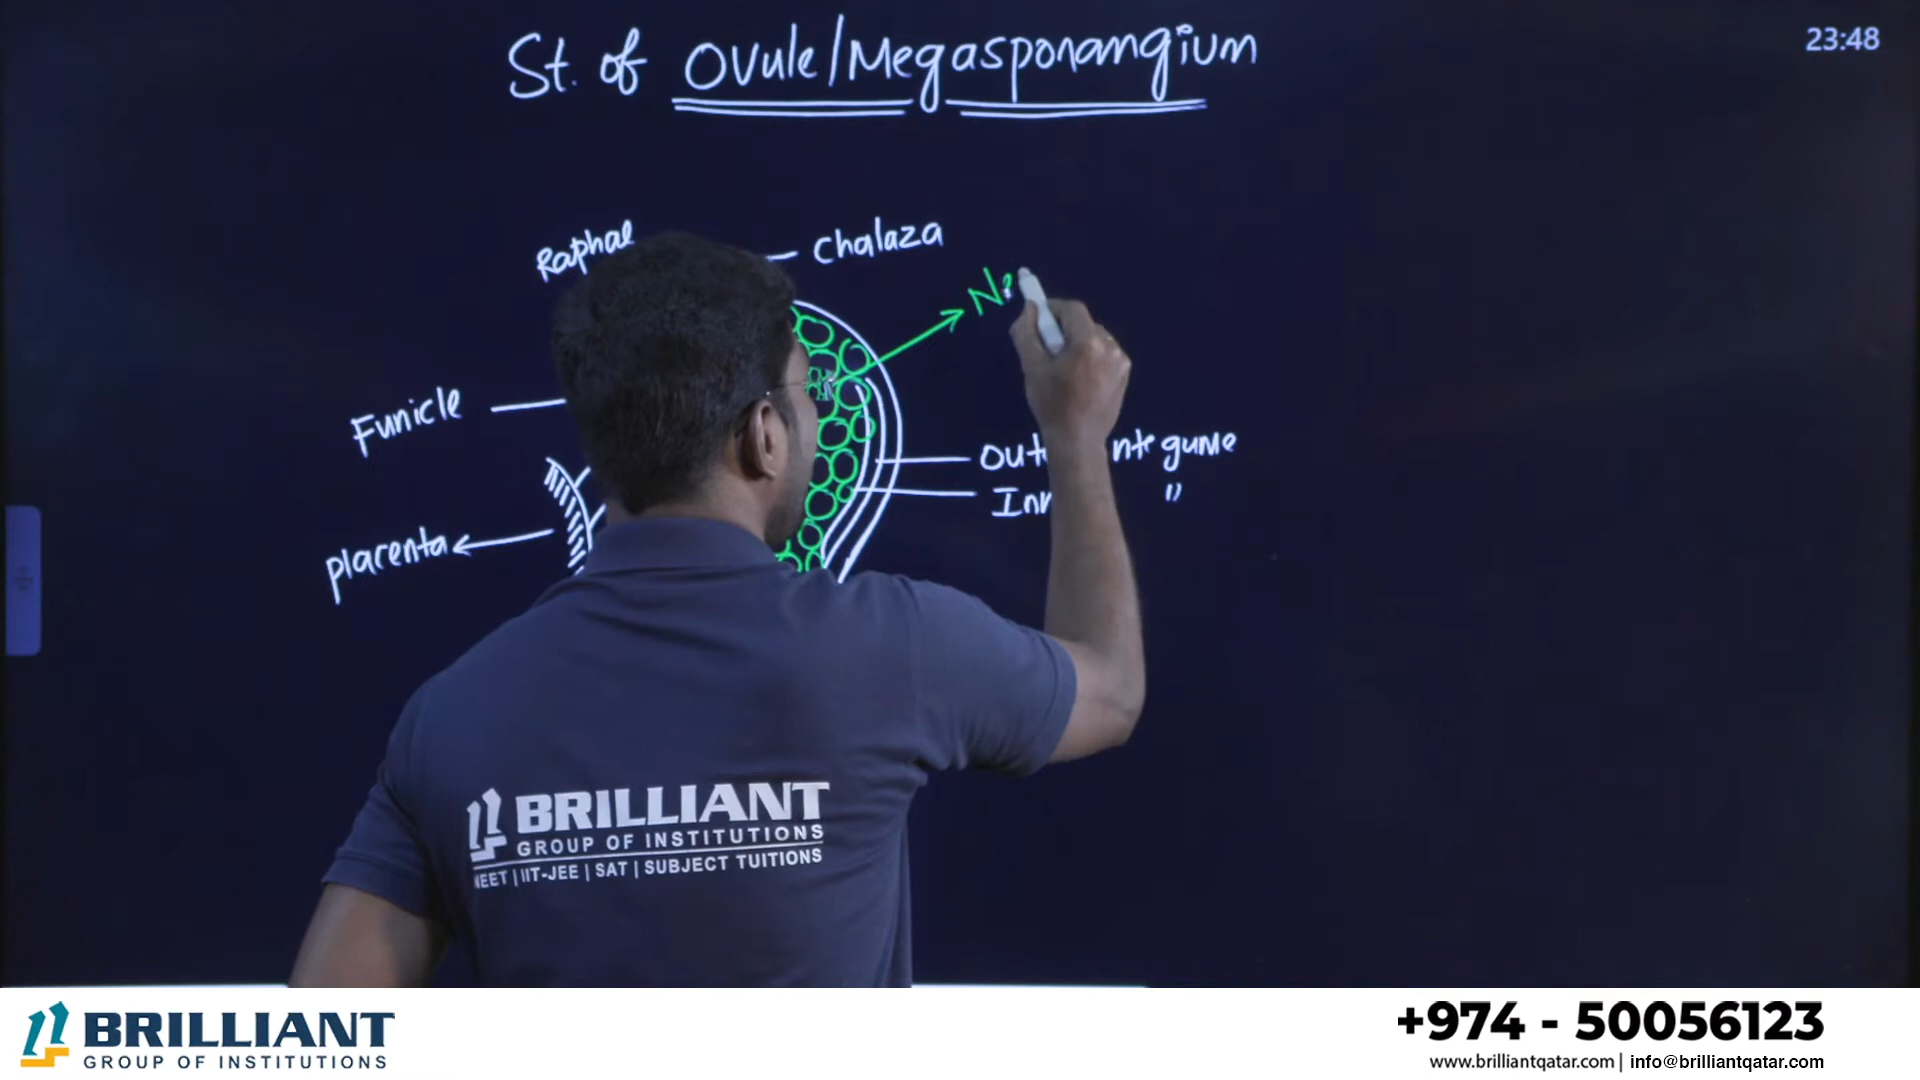 St. of Ovule/Megasporangium
23:48
Raphae
Chalaza
Funicle
Oute ntegume
Inn "
placenta
BRILLIANT
GROUP OF INSTITUTIONS
NEET | IIT-JEE | SAT | SUBJECT TUITIONS
BRILLIANT
GROUP OF INSTITUTIONS
+974 - 50056123
www.brilliantqatar.com | info@brilliantqatar.com